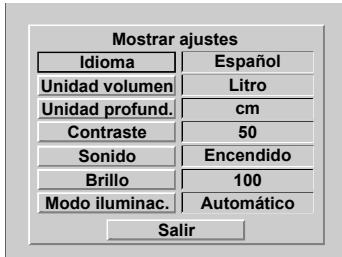 Mostrar ajustes
Idioma Español
Unidad volumen Litro
Unidad profund. cm
Contraste 50
Sonido Encendido
Brillo 100
Modo iluminac. Automático
Salir